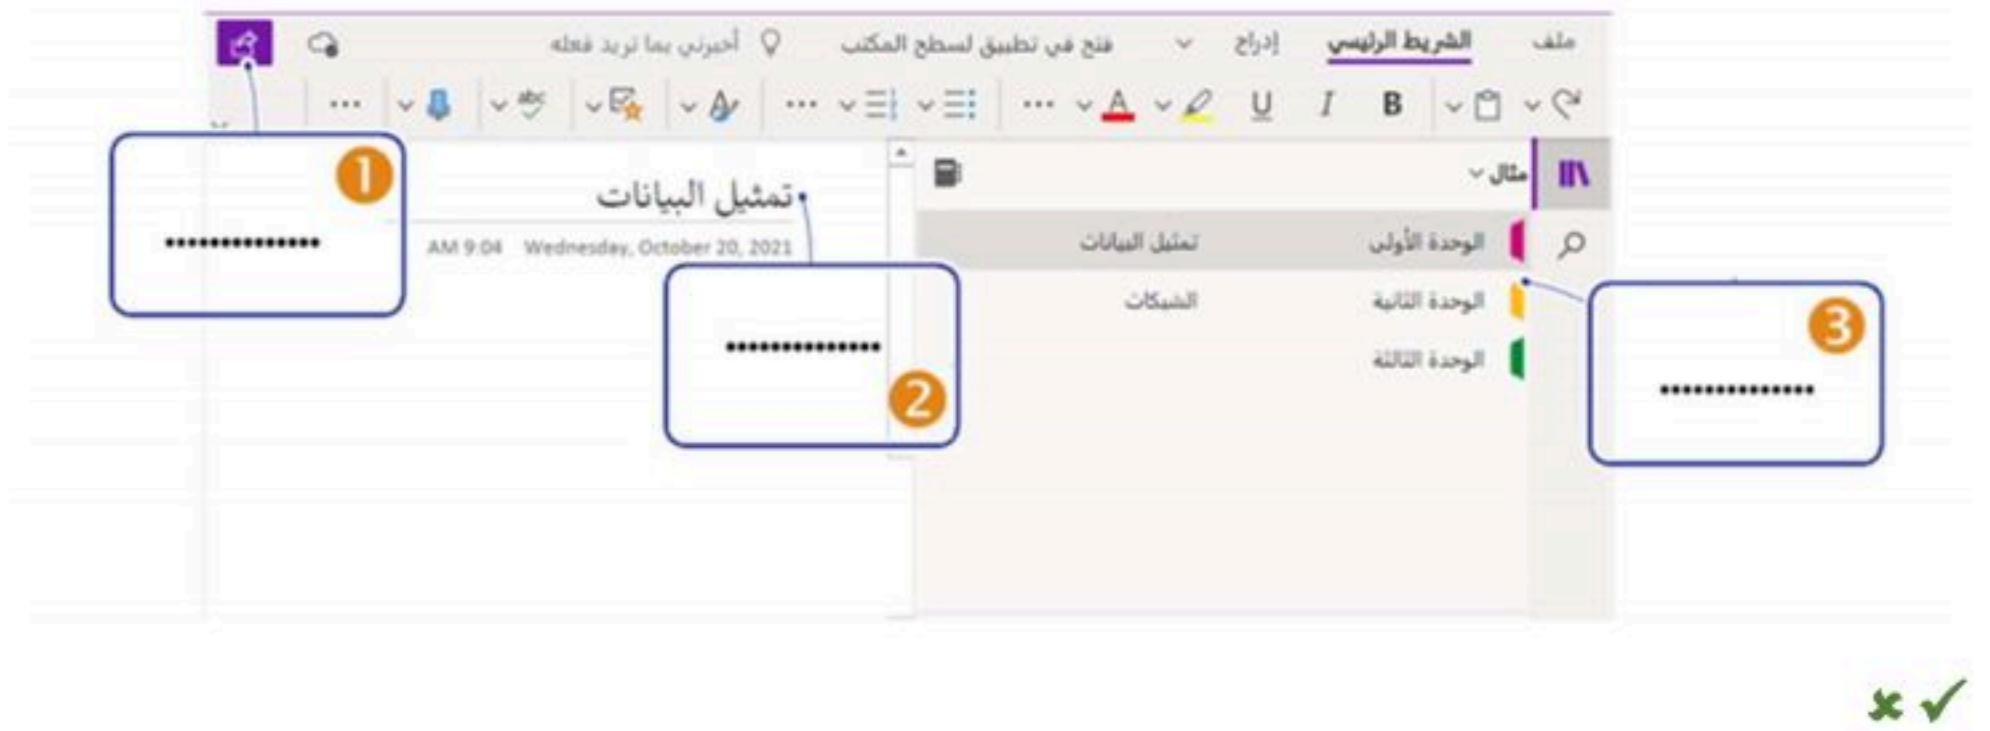 ملف الشريط الرئيسي إدراج فتح في تطبيق لسطح المكتب أخبرني بما تريد فعله
B I U A abc
مثال
الوحدة الأولى تمثيل البيانات
الوحدة الثانية الشبكات
الوحدة الثالثة
تمثيل البيانات
Wednesday, October 20, 2021 9:04 AM
1
..............
2
..............
3
..............